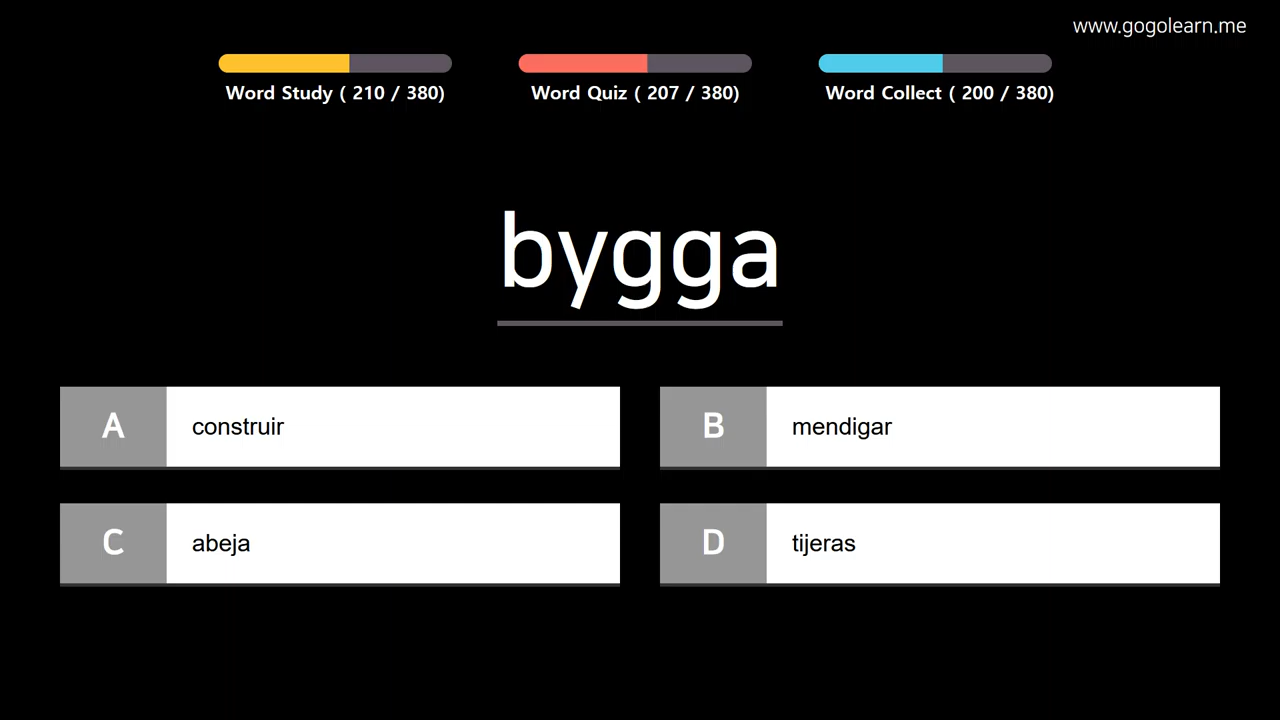 www.gogolearn.me
Word Study ( 210 / 380)
Word Quiz ( 207 / 380)
Word Collect ( 200 / 380)
bygga
A construir
B mendigar
C abeja
D tijeras